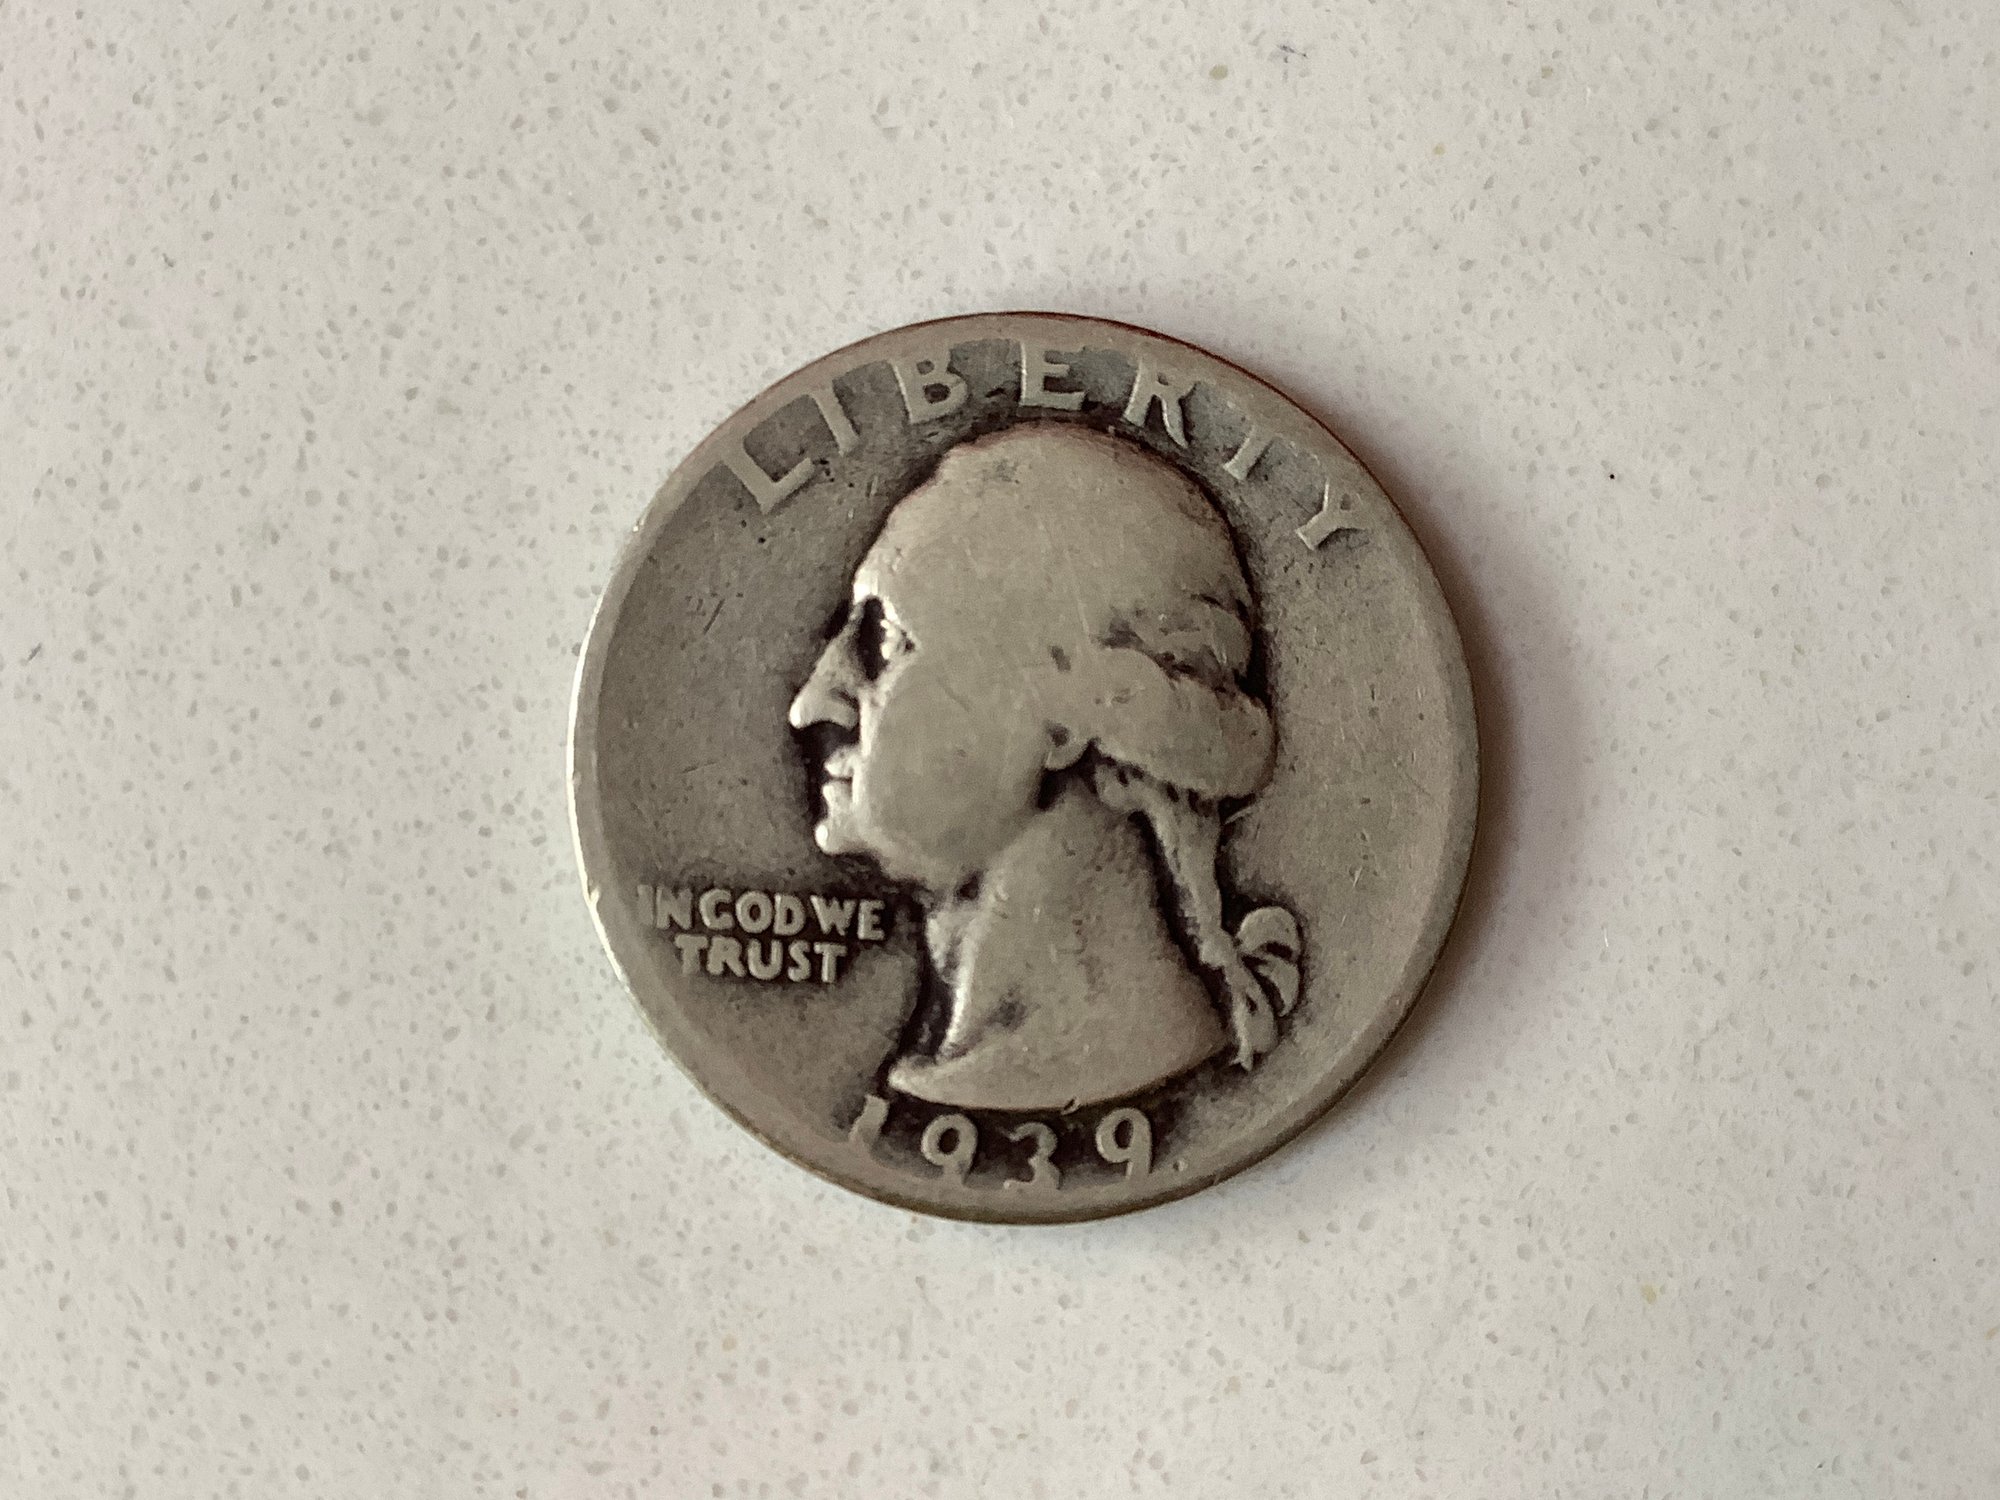 LIBERTY
IN GOD WE
TRUST
1939